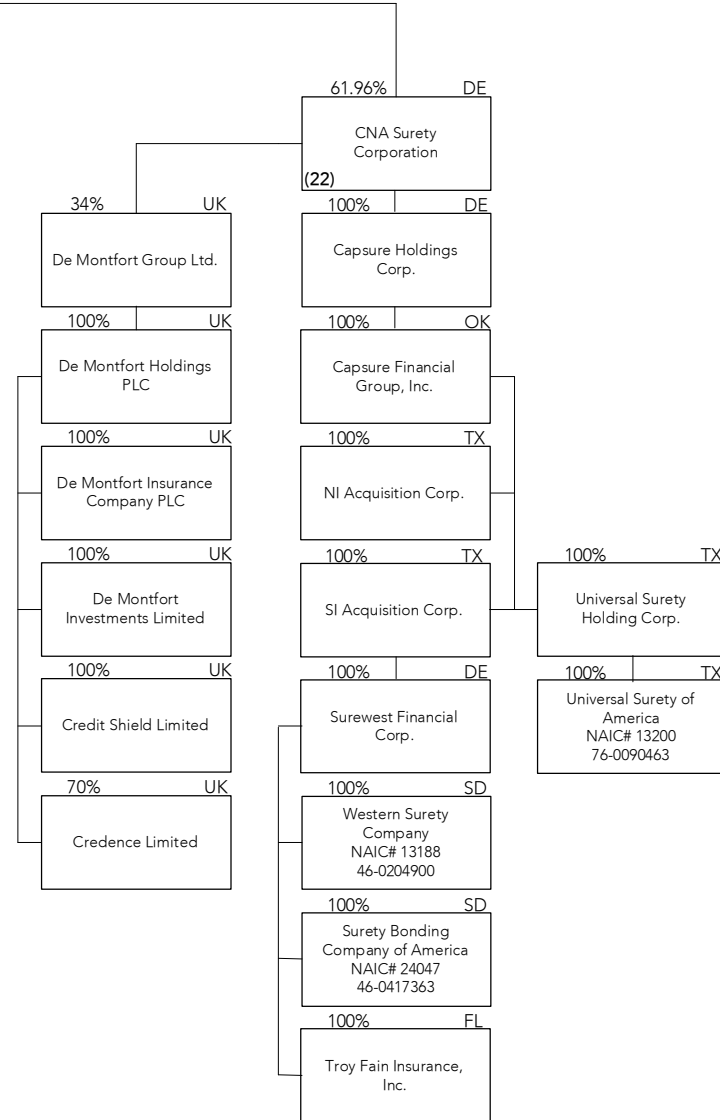 61.96% DE
CNA Surety
Corporation
(22)
34% UK
De Montfort Group Ltd.
100% UK
De Montfort Holdings
PLC
100% UK
De Montfort Insurance
Company PLC
100% UK
De Montfort
Investments Limited
100% UK
Credit Shield Limited
70% UK
Credence Limited
100% DE
Capsure Holdings
Corp.
100% OK
Capsure Financial
Group, Inc.
100% TX
NI Acquisition Corp.
100% TX
SI Acquisition Corp.
100% DE
Surewest Financial
Corp.
100% SD
Western Surety
Company
NAIC# 13188
46-0204900
100% SD
Surety Bonding
Company of America
NAIC# 24047
46-0417363
100% FL
Troy Fain Insurance,
Inc.
100% TX
Universal Surety
Holding Corp.
100% TX
Universal Surety of
America
NAIC# 13200
76-0090463